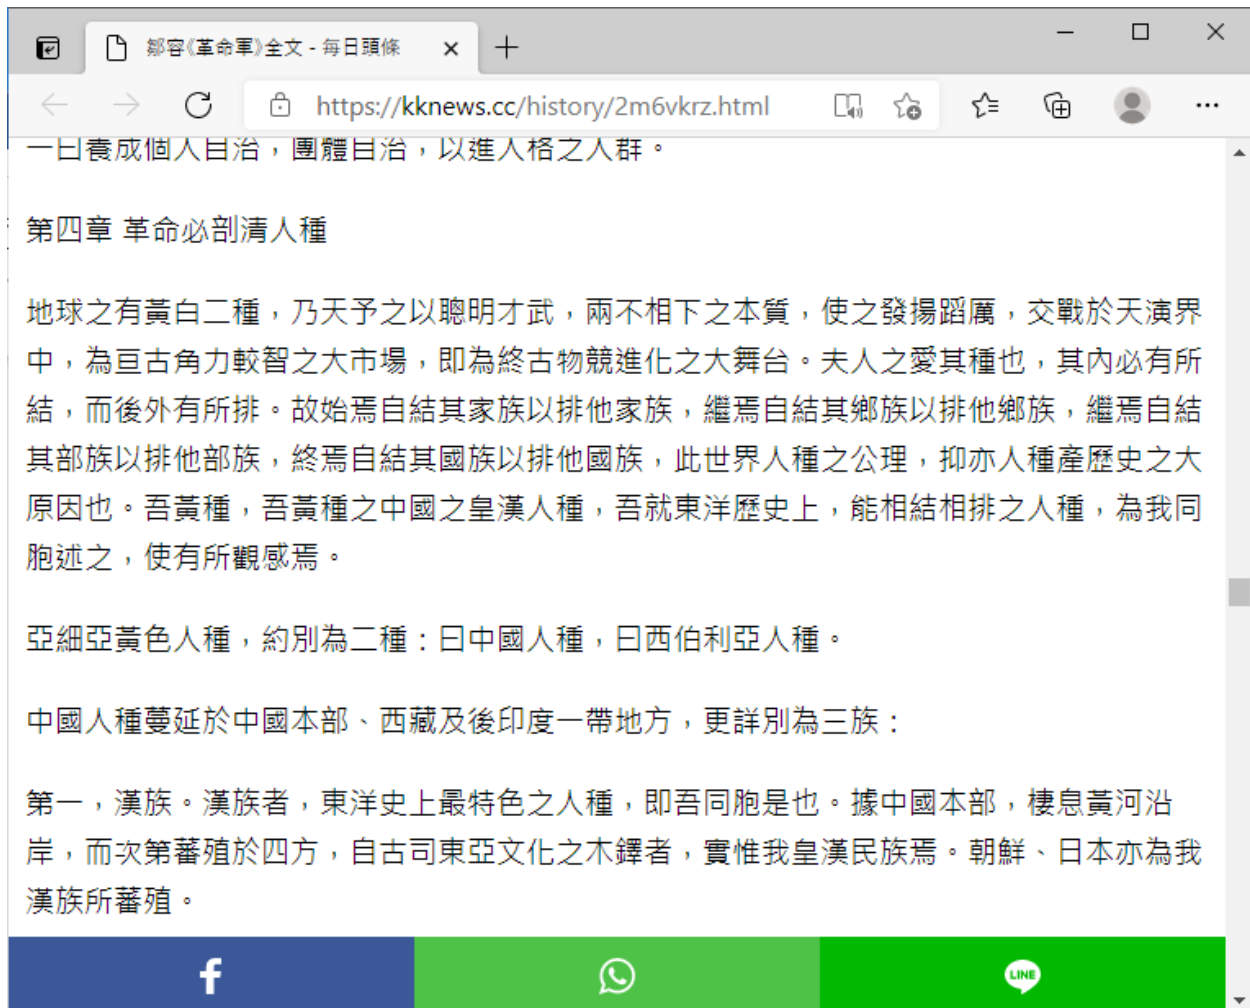 鄒容《革命軍》全文 - 每日頭條
https://kknews.cc/history/2m6vkrz.html
一曰養成個人自治，團體自治，以進人格之人群。
第四章 革命必剖清人種
地球之有黃白二種，乃天予之以聰明才武，兩不相下之本質，使之發揚蹈厲，交戰於天演界
中，為亘古角力較智之大市場，即為終古物競進化之大舞台。夫人之愛其種也，其內必有所
結，而後外有所排。故始焉自結其家族以排他家族，繼焉自結其鄉族以排他鄉族，繼焉自結
其部族以排他部族，終焉自結其國族以排他國族，此世界人種之公理，抑亦人種產歷史之大
原因也。吾黃種，吾黃種之中國之皇漢人種，吾就東洋歷史上，能相結相排之人種，為我同
胞述之，使有所觀感焉。
亞細亞黃色人種，約別為二種：曰中國人種，曰西伯利亞人種。
中國人種蔓延於中國本部、西藏及後印度一帶地方，更詳別為三族：
第一，漢族。漢族者，東洋史上最特色之人種，即吾同胞是也。據中國本部，棲息黃河沿
岸，而次第蕃殖於四方，自古司東亞文化之木鐸者，實惟我皇漢民族焉。朝鮮、日本亦為我
漢族所蕃殖。
LINE